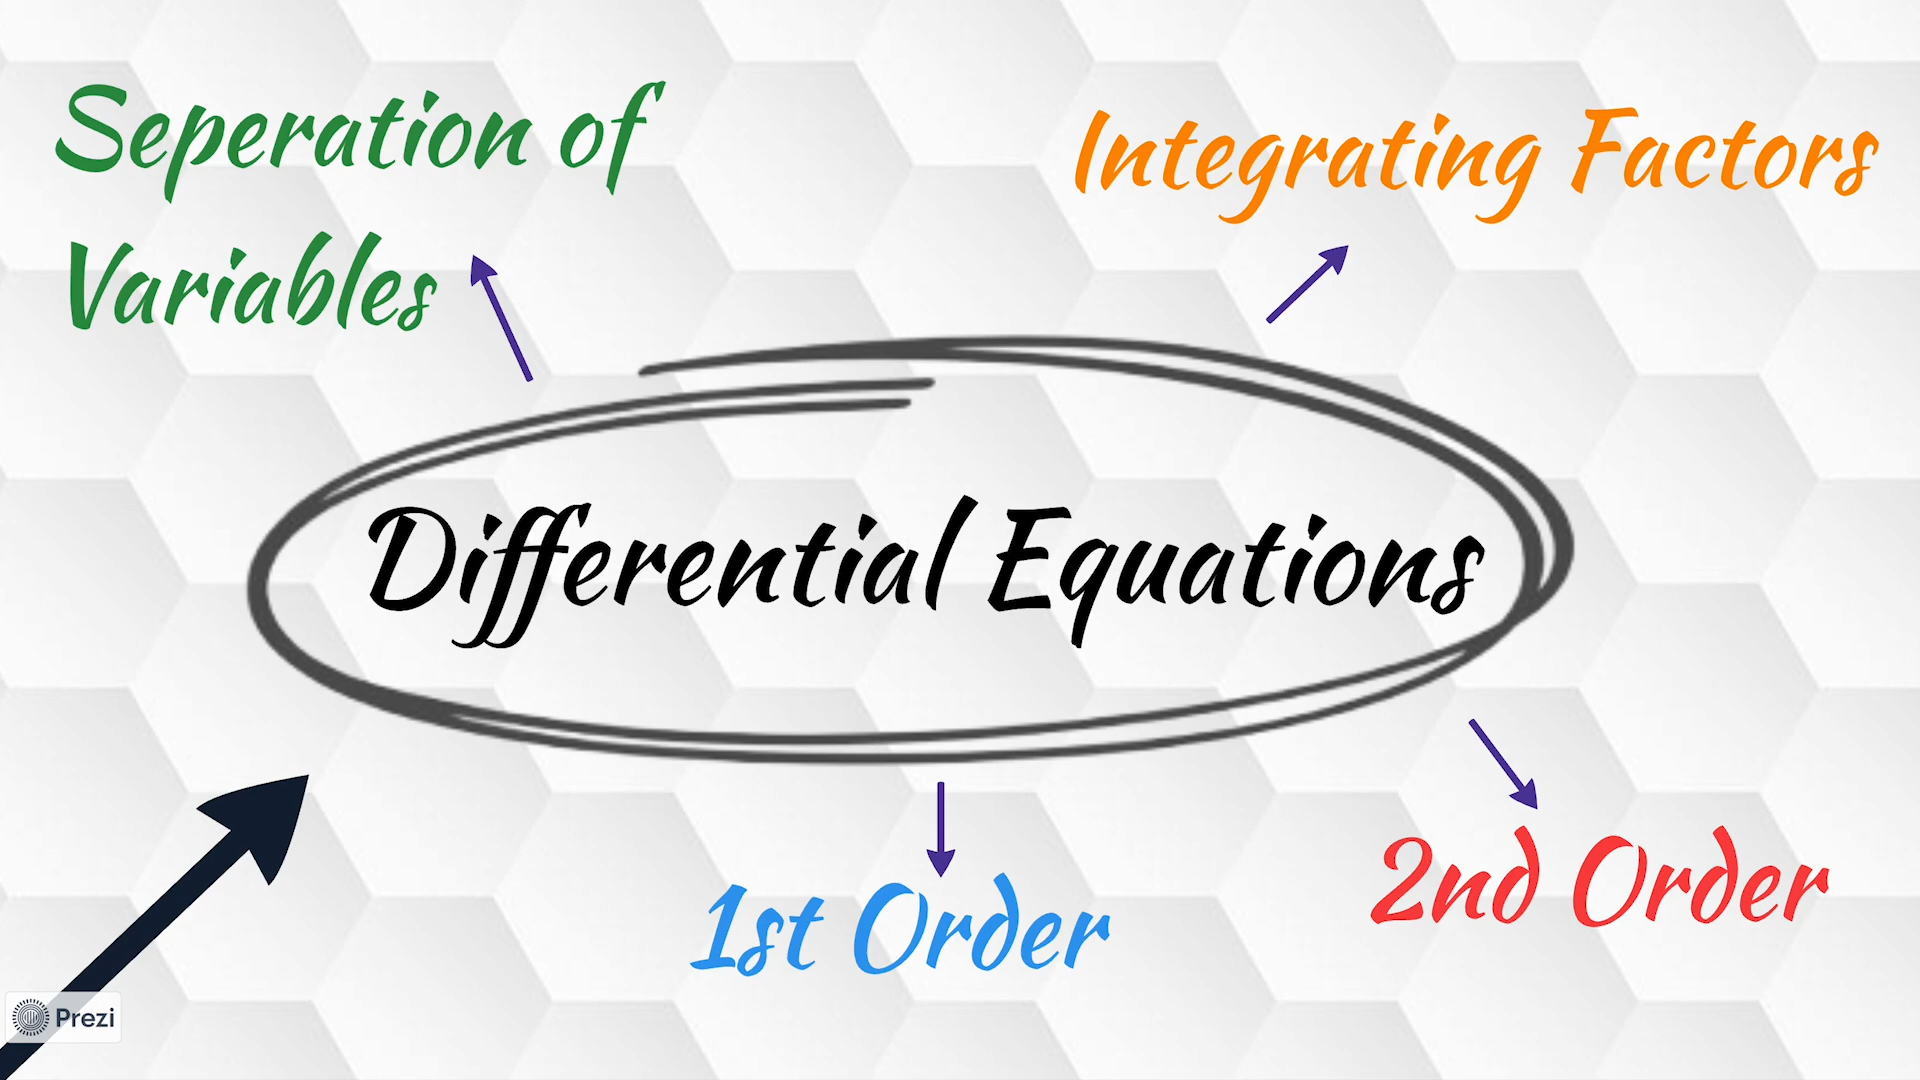 Seperation of
Variables
Integrating Factors
Differential Equations
1st Order
2nd Order
Prezi